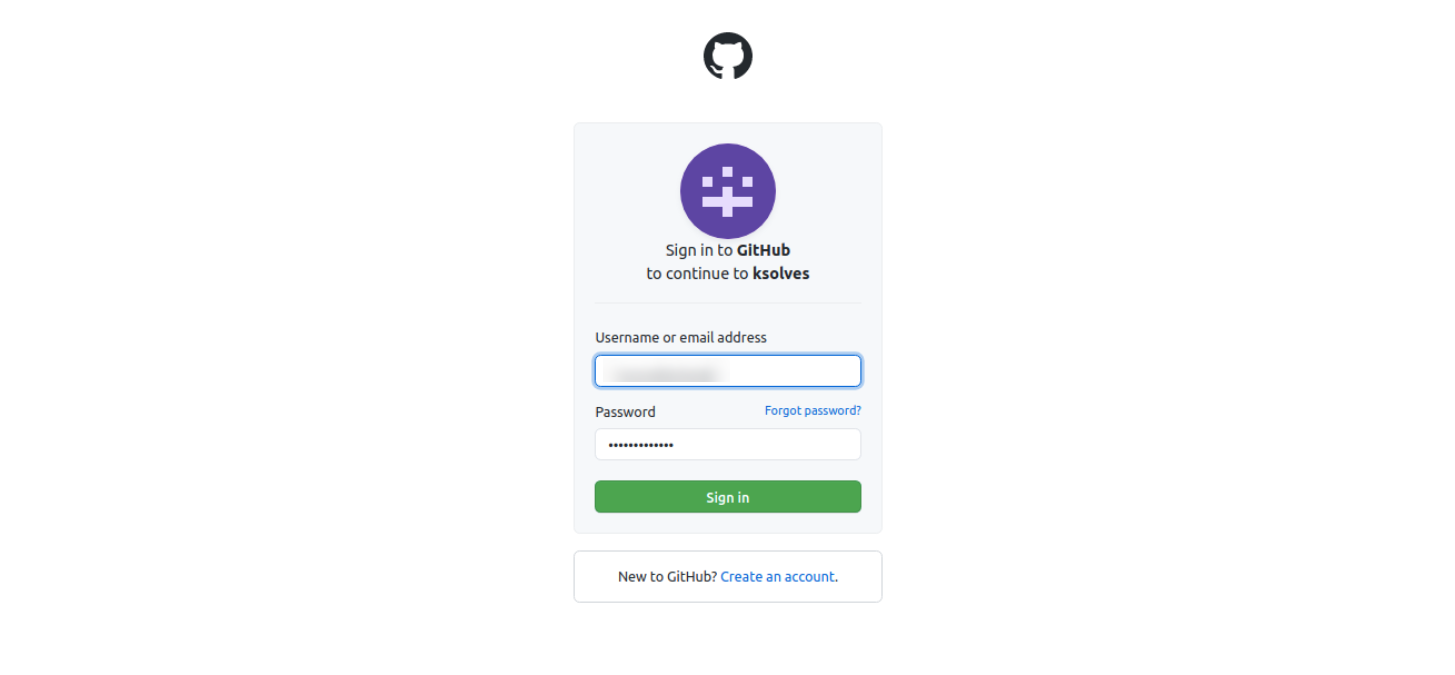 Sign in to GitHub
to continue to ksolves
Username or email address
Password Forgot password?
•••••••••••••
Sign in
New to GitHub? Create an account.